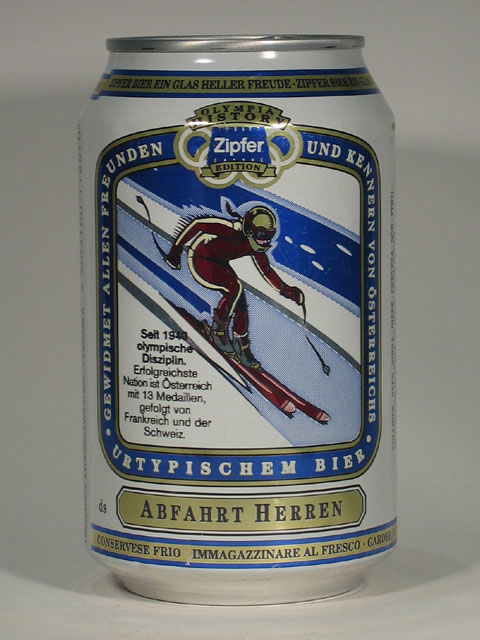 ZIPFER BIER EIN GLAS HELLER FREUDE - ZIPFER BIER EIN
OLYMPIA
HISTORY
Zipfer
EDITION
GEWIDMET ALLEN FREUNDEN
UND KENNERN VON ÖSTERREICHS
• URTYPISCHEM BIER •
Seit 1940
olympische
Disziplin.
Erfolgreichste
Nation ist Österreich
mit 13 Medaillen,
gefolgt von
Frankreich und der
Schweiz.
ds
ABFAHRT HERREN
CONSERVESE FRIO IMMAGAZZINARE AL FRESCO -